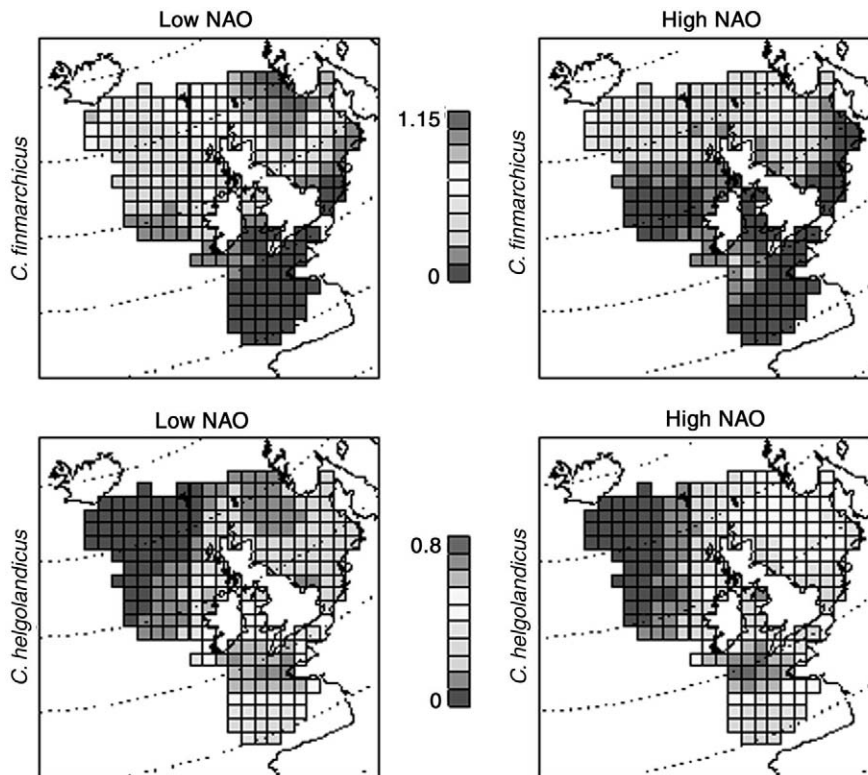 Low NAO
High NAO
C. finmarchicus
1.15
0
C. finmarchicus
Low NAO
High NAO
C. helgolandicus
0.8
0
C. helgolandicus